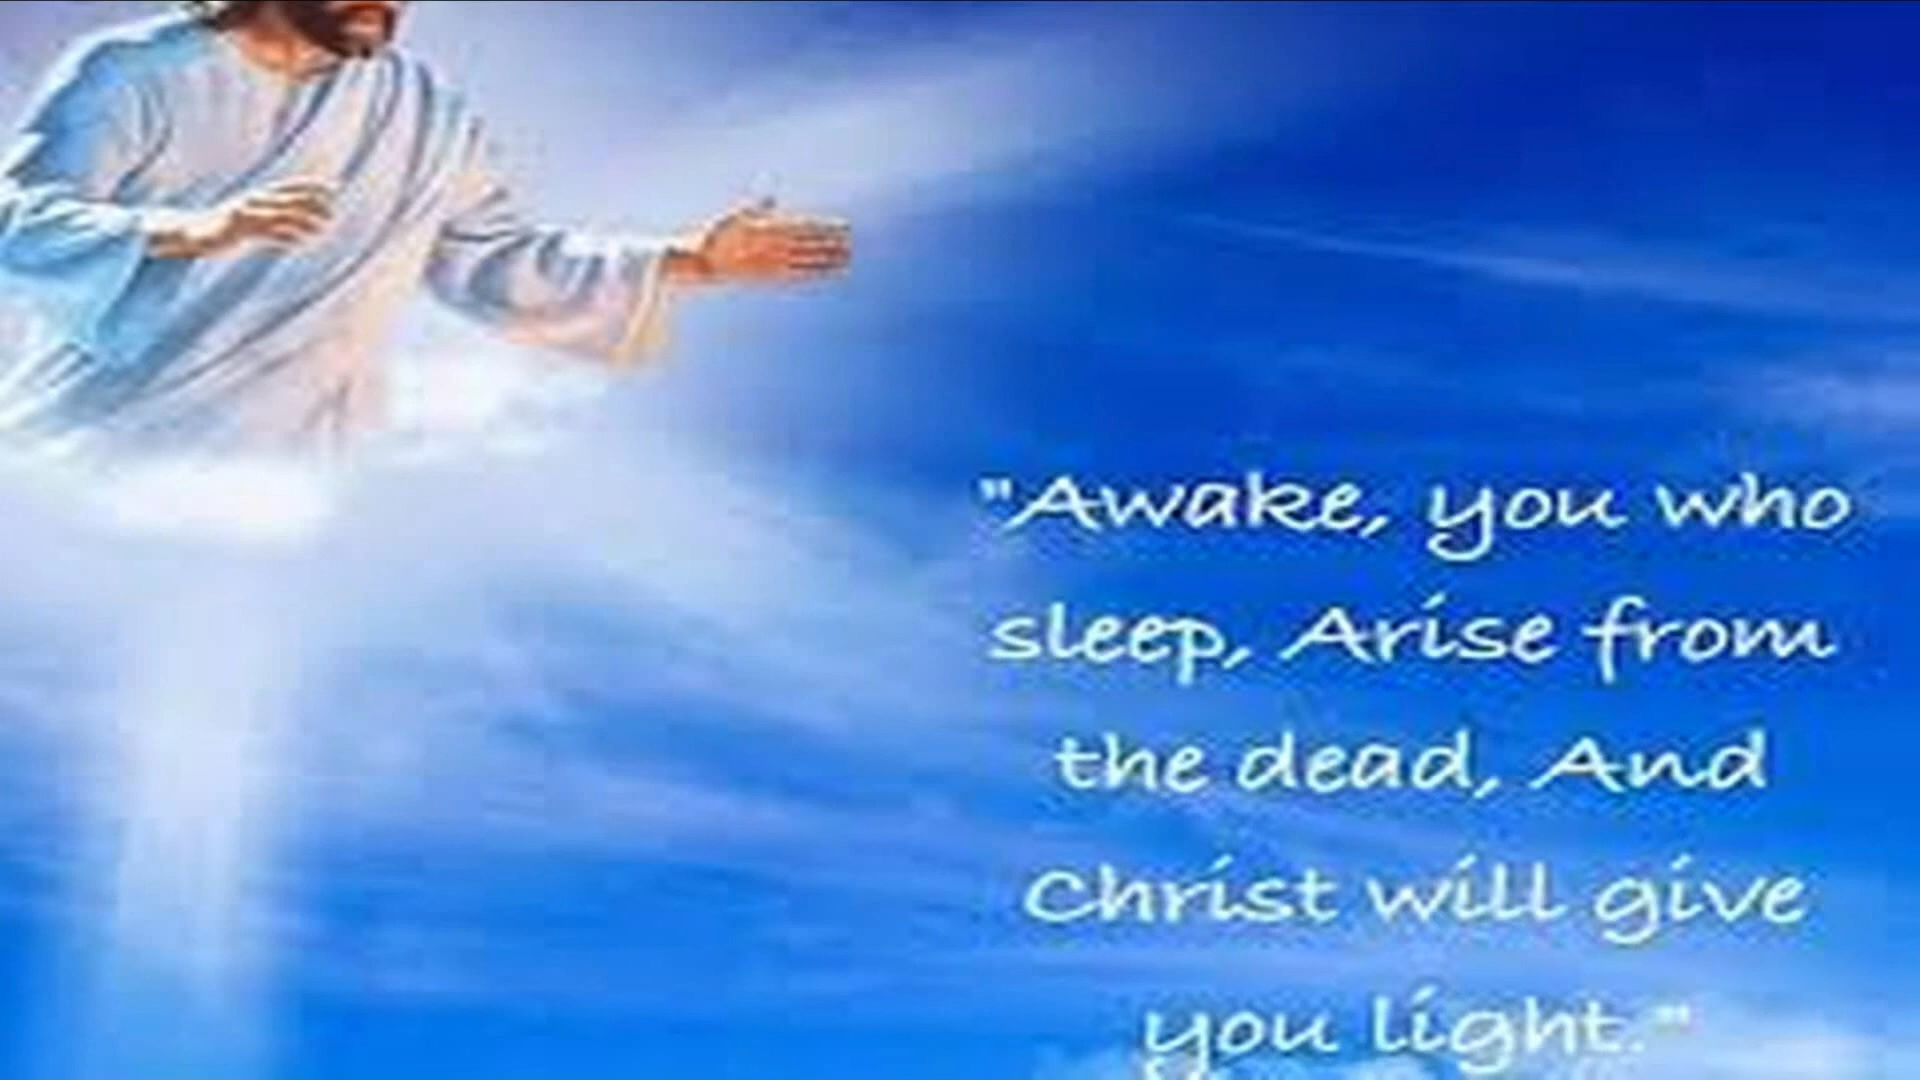 "Awake, you who
sleep, Arise from
the dead, And
Christ will give
you light."